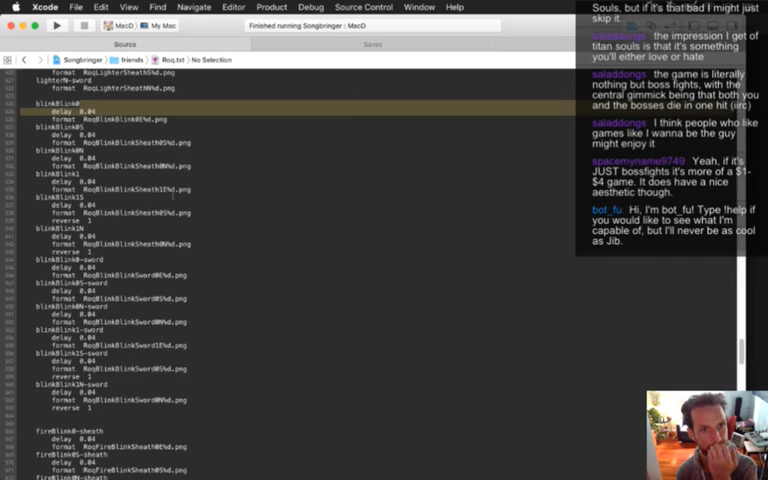 Xcode File Edit View Find Navigate Editor Product Debug Source Control Window Help
MacD My Mac Finished running Songbringer : MacD
Source Saves
Songbringer friends Roq.txt No Selection
format RoqLighterSheathS%d.png
lighterN-sword
format RoqLighterSheathN%d.png
blinkBlink0
delay 0.04
format RoqBlinkBlink0E%d.png
blinkBlink0S
delay 0.04
format RoqBlinkBlinkSheath0S%d.png
blinkBlink0N
delay 0.04
format RoqBlinkBlinkSheath0N%d.png
blinkBlink1
delay 0.04
format RoqBlinkBlinkSheath1E%d.png
blinkBlink1S
delay 0.04
format RoqBlinkBlinkSheath0S%d.png
reverse 1
blinkBlink1N
delay 0.04
format RoqBlinkBlinkSheath0N%d.png
reverse 1
blinkBlink0-sword
delay 0.04
format RoqBlinkBlinkSword0E%d.png
blinkBlink0S-sword
delay 0.04
format RoqBlinkBlinkSword0S%d.png
blinkBlink0N-sword
delay 0.04
format RoqBlinkBlinkSword0N%d.png
blinkBlink1-sword
delay 0.04
format RoqBlinkBlinkSword1E%d.png
blinkBlink1S-sword
delay 0.04
format RoqBlinkBlinkSword0S%d.png
reverse 1
blinkBlink1N-sword
delay 0.04
format RoqBlinkBlinkSword0N%d.png
reverse 1
fireBlink0-sheath
delay 0.04
format RoqFireBlinkSheath0E%d.png
fireBlink0S-sheath
delay 0.04
format RoqFireBlinkSheath0S%d.png
fireBlink0N-sheath
Souls, but if it's that bad I might just
skip it.
saladdongs the impression I get of
titan souls is that it's something
you'll either love or hate
saladdongs the game is literally
nothing but boss fights, with the
central gimmick being that both you
and the bosses die in one hit (iirc)
saladdongs I think people who like
games like I wanna be the guy
might enjoy it
spacemyname9749 Yeah, if it's
JUST bossfights it's more of a $1-
$4 game. It does have a nice
aesthetic though.
bot_fu Hi, I'm bot_fu! Type !help if
you would like to see what I'm
capable of, but I'll never be as cool
as Jib.